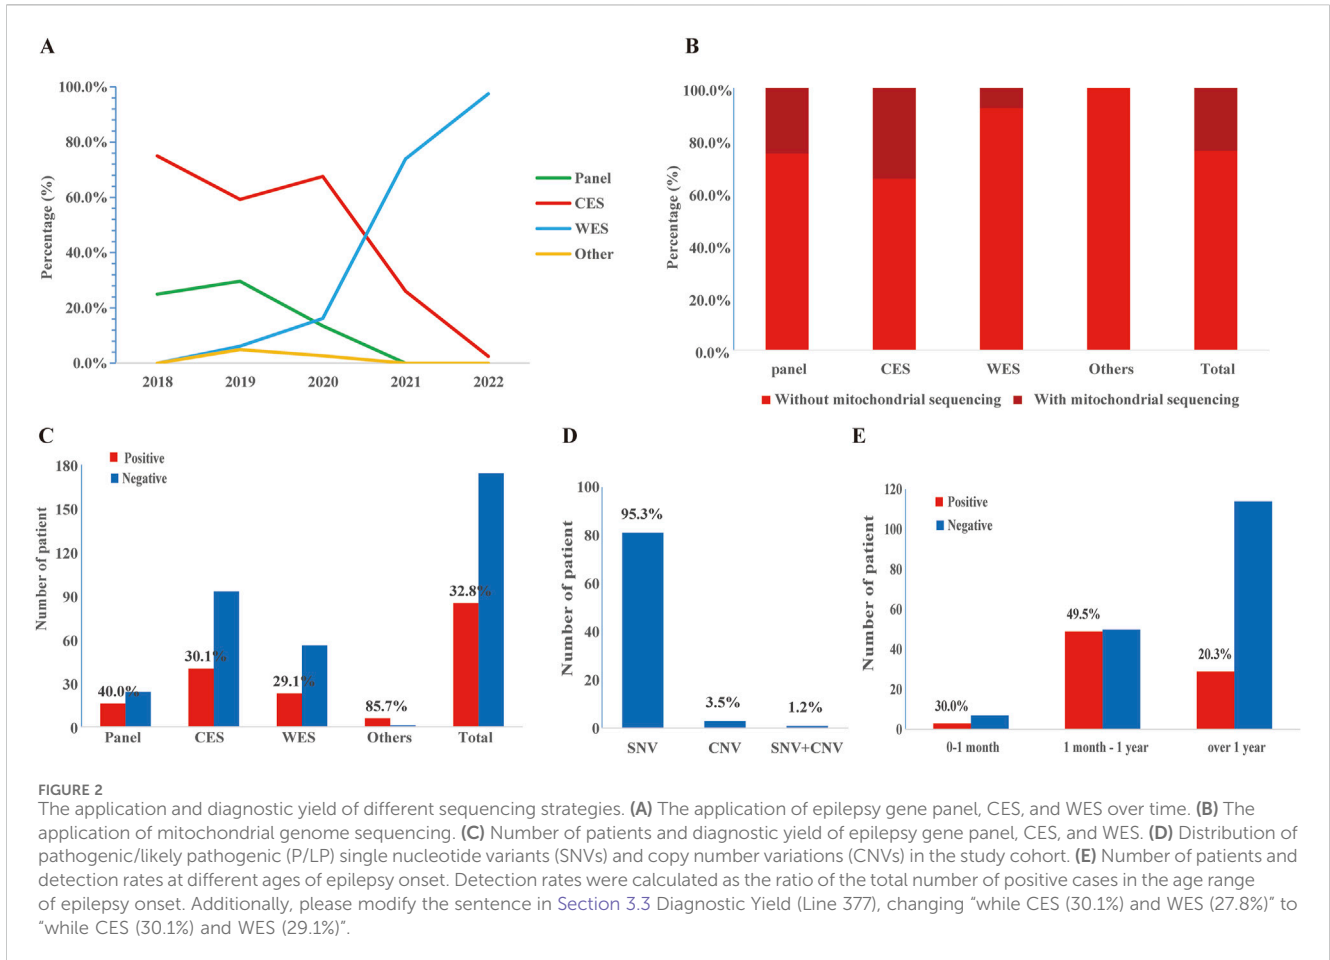 A
100.0%
80.0%
60.0%
40.0%
20.0%
0.0%
Percentage (%)
2018 2019 2020 2021 2022
Panel
CES
WES
Other
B
100.0%
80.0%
60.0%
40.0%
20.0%
0.0%
Percentage (%)
panel CES WES Others Total
Without mitochondrial sequencing With mitochondrial sequencing
C
Positive
Negative
180
150
120
90
60
30
0
Number of patient
40.0% 30.1% 29.1% 85.7% 32.8%
Panel CES WES Others Total
D
100
80
60
40
20
0
Number of patient
95.3% 3.5% 1.2%
SNV CNV SNV+CNV
E
120
100
80
60
40
20
0
Number of patient
Positive
Negative
30.0% 49.5% 20.3%
0-1 month 1 month - 1 year over 1 year
FIGURE 2
The application and diagnostic yield of different sequencing strategies. (A) The application of epilepsy gene panel, CES, and WES over time. (B) The
application of mitochondrial genome sequencing. (C) Number of patients and diagnostic yield of epilepsy gene panel, CES, and WES. (D) Distribution of
pathogenic/likely pathogenic (P/LP) single nucleotide variants (SNVs) and copy number variations (CNVs) in the study cohort. (E) Number of patients and
detection rates at different ages of epilepsy onset. Detection rates were calculated as the ratio of the total number of positive cases in the age range
of epilepsy onset. Additionally, please modify the sentence in Section 3.3 Diagnostic Yield (Line 377), changing “while CES (30.1%) and WES (27.8%)” to
“while CES (30.1%) and WES (29.1%)”.